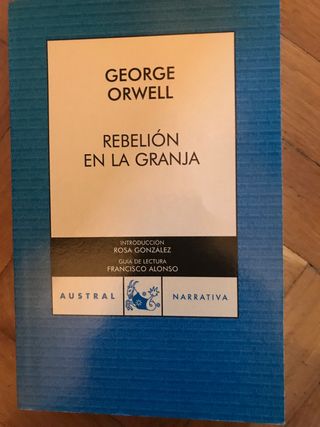 GEORGE
ORWELL
REBELIÓN
EN LA GRANJA
INTRODUCCIÓN
ROSA GONZÁLEZ
GUÍA DE LECTURA
FRANCISCO ALONSO
AUSTRAL NARRATIVA